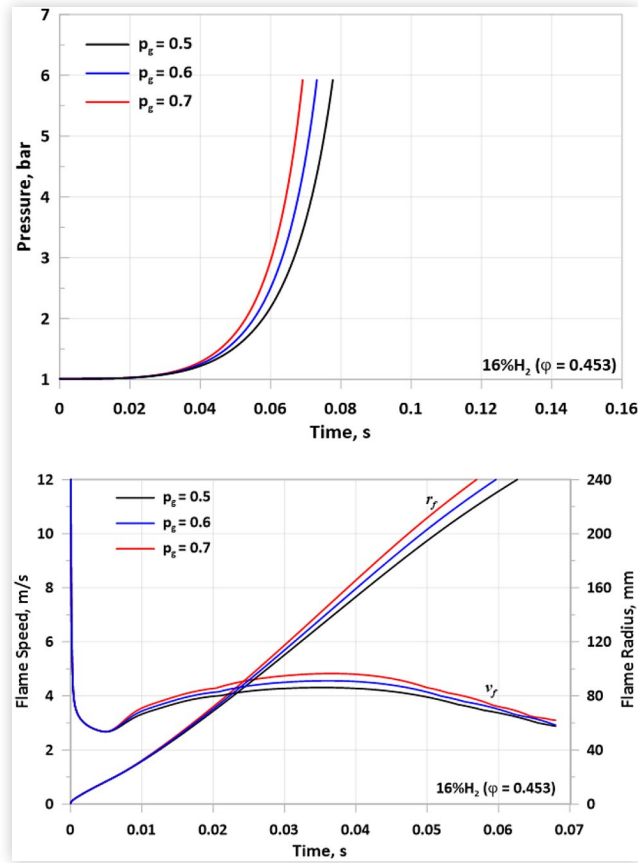 7
6
5
4
3
2
1
Pressure, bar
p_g = 0.5
p_g = 0.6
p_g = 0.7
16%H₂ (φ = 0.453)
0 0.02 0.04 0.06 0.08 0.1 0.12 0.14 0.16
Time, s
12
10
8
6
4
2
0
Flame Speed, m/s
p_g = 0.5
p_g = 0.6
p_g = 0.7
r_f
v_f
16%H₂ (φ = 0.453)
240
200
160
120
80
40
0
Flame Radius, mm
0 0.01 0.02 0.03 0.04 0.05 0.06 0.07
Time, s